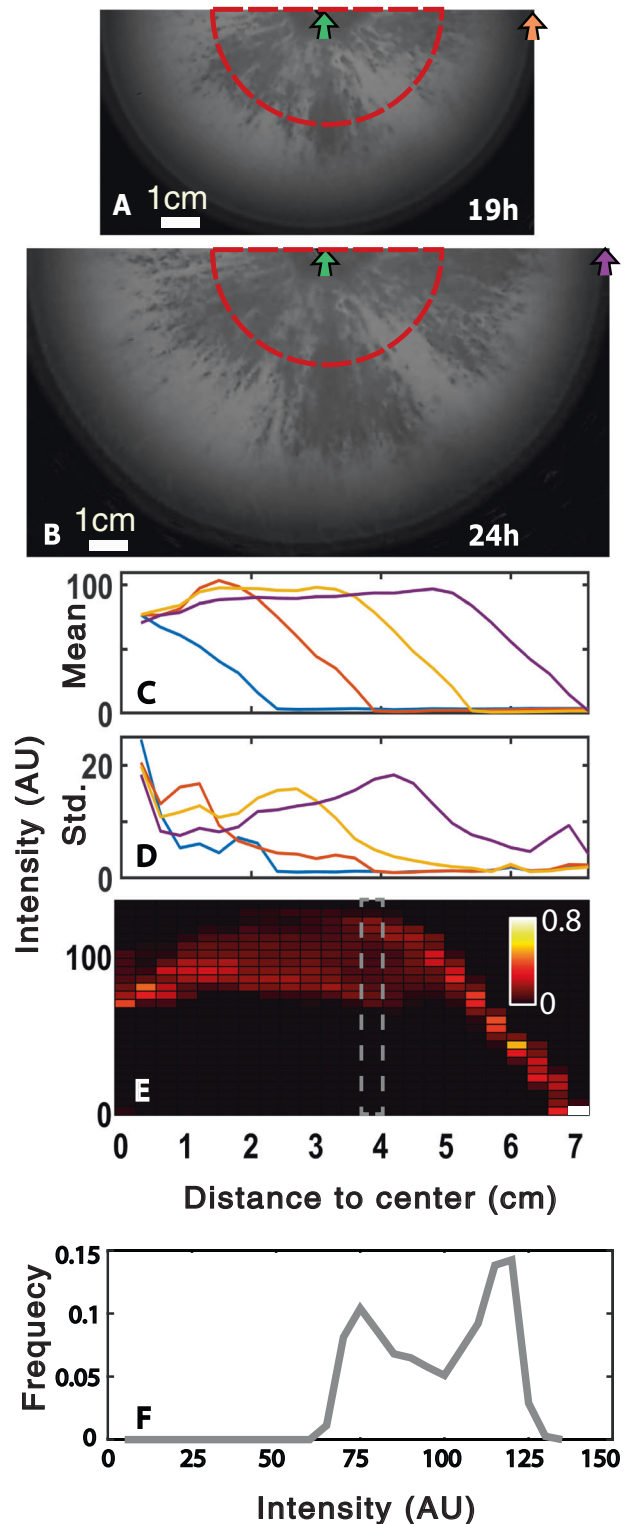 1cm
A
19h
1cm
B
24h
Intensity (AU)
Mean
100
0
C
Std.
20
0
D
100
0
E
0.8
0
0 1 2 3 4 5 6 7
Distance to center (cm)
Frequecy
0.15
0.1
0.05
0
F
0 25 50 75 100 125 150
Intensity (AU)